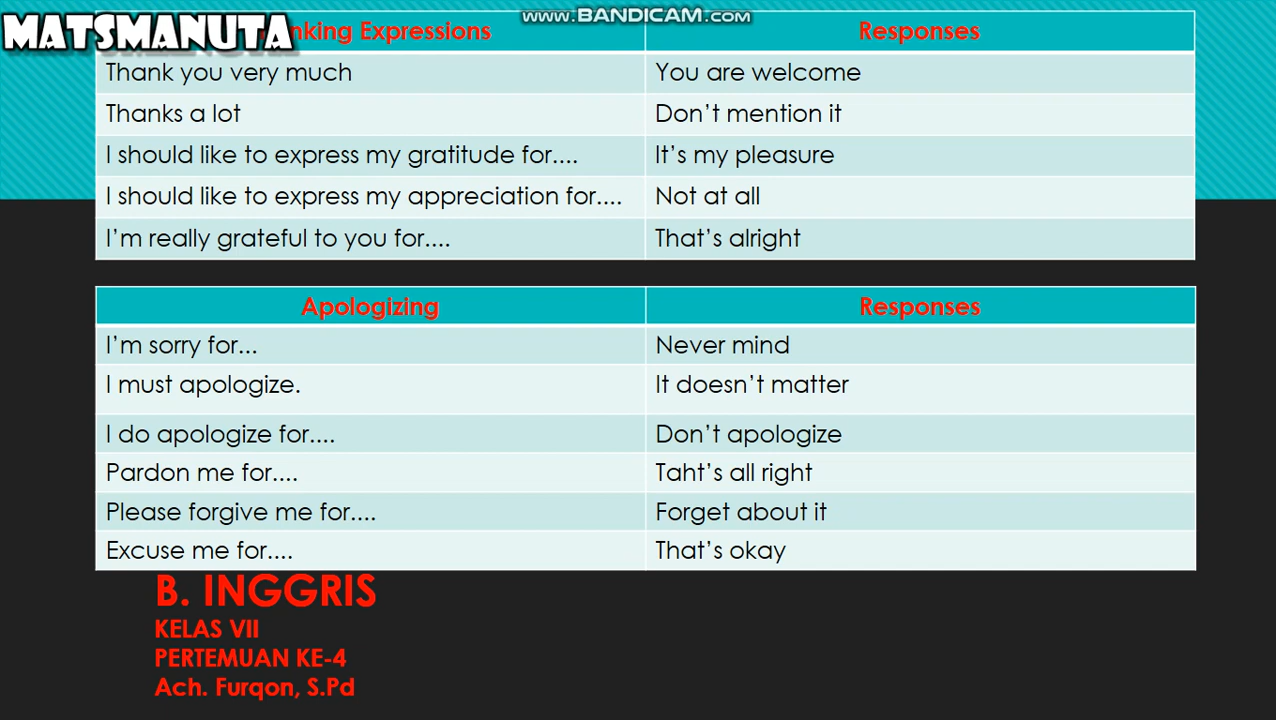 www.BANDICAM.com
MATSMANUTA
nking Expressions Responses
Thank you very much You are welcome
Thanks a lot Don't mention it
I should like to express my gratitude for.... It's my pleasure
I should like to express my appreciation for.... Not at all
I'm really grateful to you for.... That's alright
Apologizing Responses
I'm sorry for... Never mind
I must apologize. It doesn't matter
I do apologize for.... Don't apologize
Pardon me for.... Taht's all right
Please forgive me for.... Forget about it
Excuse me for.... That's okay
B. INGGRIS
KELAS VII
PERTEMUAN KE-4
Ach. Furqon, S.Pd